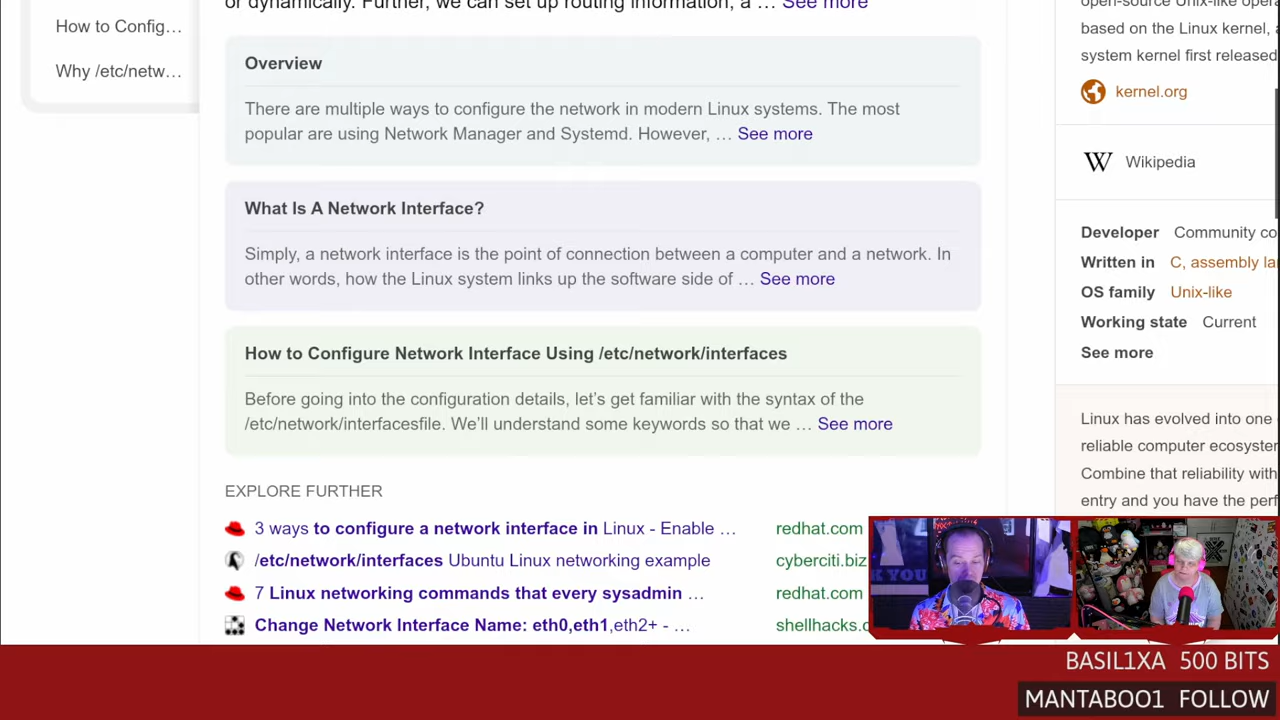 or dynamically. Further, we can set up routing information, a … See more
How to Config…
Why /etc/netw…
Overview
There are multiple ways to configure the network in modern Linux systems. The most
popular are using Network Manager and Systemd. However, … See more
What Is A Network Interface?
Simply, a network interface is the point of connection between a computer and a network. In
other words, how the Linux system links up the software side of … See more
How to Configure Network Interface Using /etc/network/interfaces
Before going into the configuration details, let's get familiar with the syntax of the
/etc/network/interfacesfile. We'll understand some keywords so that we … See more
EXPLORE FURTHER
3 ways to configure a network interface in Linux - Enable … redhat.com
/etc/network/interfaces Ubuntu Linux networking example cyberciti.biz
7 Linux networking commands that every sysadmin … redhat.com
Change Network Interface Name: eth0,eth1,eth2+ - … shellhacks.c
open-source Unix-like opera
based on the Linux kernel, a
system kernel first released
kernel.org
W Wikipedia
Developer Community co
Written in C, assembly la
OS family Unix-like
Working state Current
See more
Linux has evolved into one
reliable computer ecosyster
Combine that reliability with
entry and you have the perf
BASIL1XA 500 BITS
MANTABOO1 FOLLOW